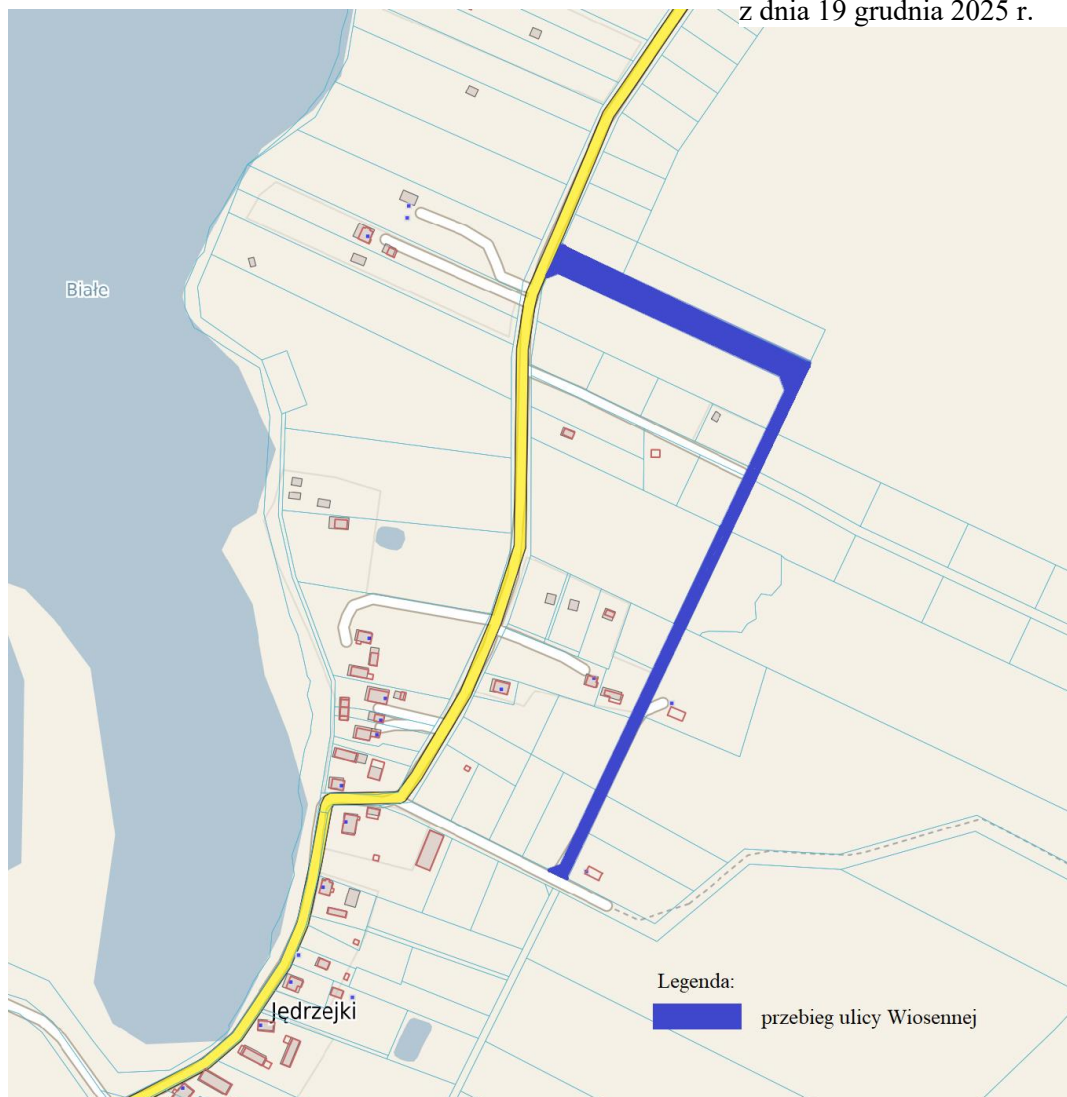 z dnia 19 grudnia 2025 r.
Białe
Legenda:
przebieg ulicy Wiosennej
Jędrzejki